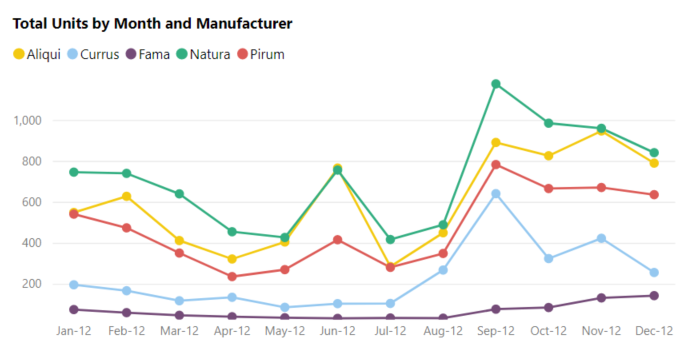 Total Units by Month and Manufacturer
Aliqui Currus Fama Natura Pirum
1,000
800
600
400
200
Jan-12 Feb-12 Mar-12 Apr-12 May-12 Jun-12 Jul-12 Aug-12 Sep-12 Oct-12 Nov-12 Dec-12